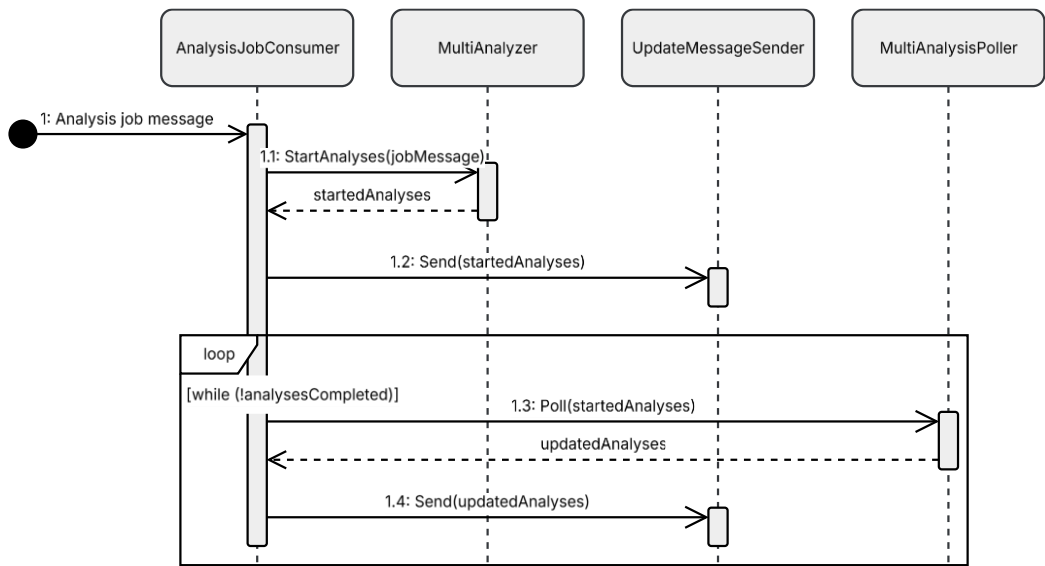 AnalysisJobConsumer
MultiAnalyzer
UpdateMessageSender
MultiAnalysisPoller
1: Analysis job message
1.1: StartAnalyses(jobMessage)
startedAnalyses
1.2: Send(startedAnalyses)
loop
[while (!analysesCompleted)]
1.3: Poll(startedAnalyses)
updatedAnalyses
1.4: Send(updatedAnalyses)